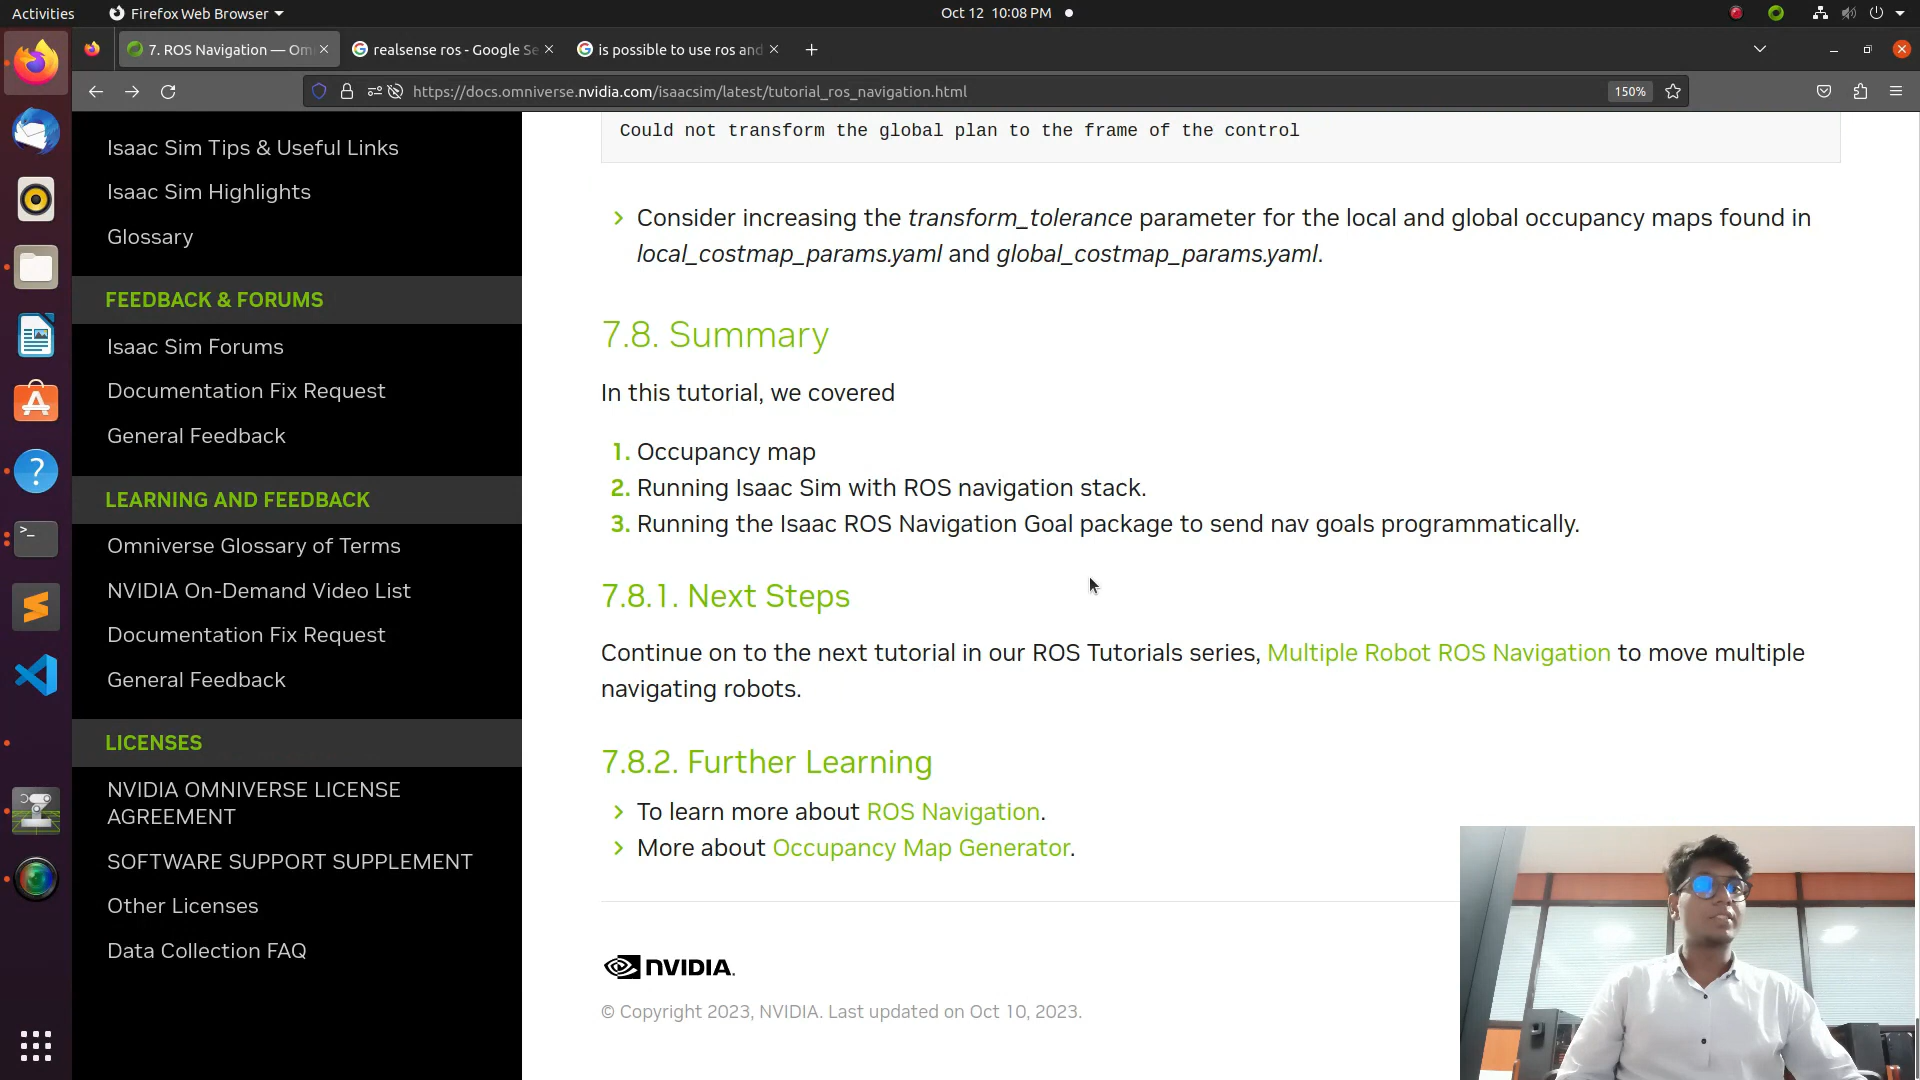 Activities Firefox Web Browser Oct 12 10:08 PM
7. ROS Navigation — Om realsense ros - Google Se is possible to use ros and
https://docs.omniverse.nvidia.com/isaacsim/latest/tutorial_ros_navigation.html 150%
Isaac Sim Tips & Useful Links
Isaac Sim Highlights
Glossary
FEEDBACK & FORUMS
Isaac Sim Forums
Documentation Fix Request
General Feedback
LEARNING AND FEEDBACK
Omniverse Glossary of Terms
NVIDIA On-Demand Video List
Documentation Fix Request
General Feedback
LICENSES
NVIDIA OMNIVERSE LICENSE
AGREEMENT
SOFTWARE SUPPORT SUPPLEMENT
Other Licenses
Data Collection FAQ
Could not transform the global plan to the frame of the control
Consider increasing the transform_tolerance parameter for the local and global occupancy maps found in
local_costmap_params.yaml and global_costmap_params.yaml.
7.8. Summary
In this tutorial, we covered
1. Occupancy map
2. Running Isaac Sim with ROS navigation stack.
3. Running the Isaac ROS Navigation Goal package to send nav goals programmatically.
7.8.1. Next Steps
Continue on to the next tutorial in our ROS Tutorials series, Multiple Robot ROS Navigation to move multiple
navigating robots.
7.8.2. Further Learning
To learn more about ROS Navigation.
More about Occupancy Map Generator.
NVIDIA.
© Copyright 2023, NVIDIA. Last updated on Oct 10, 2023.